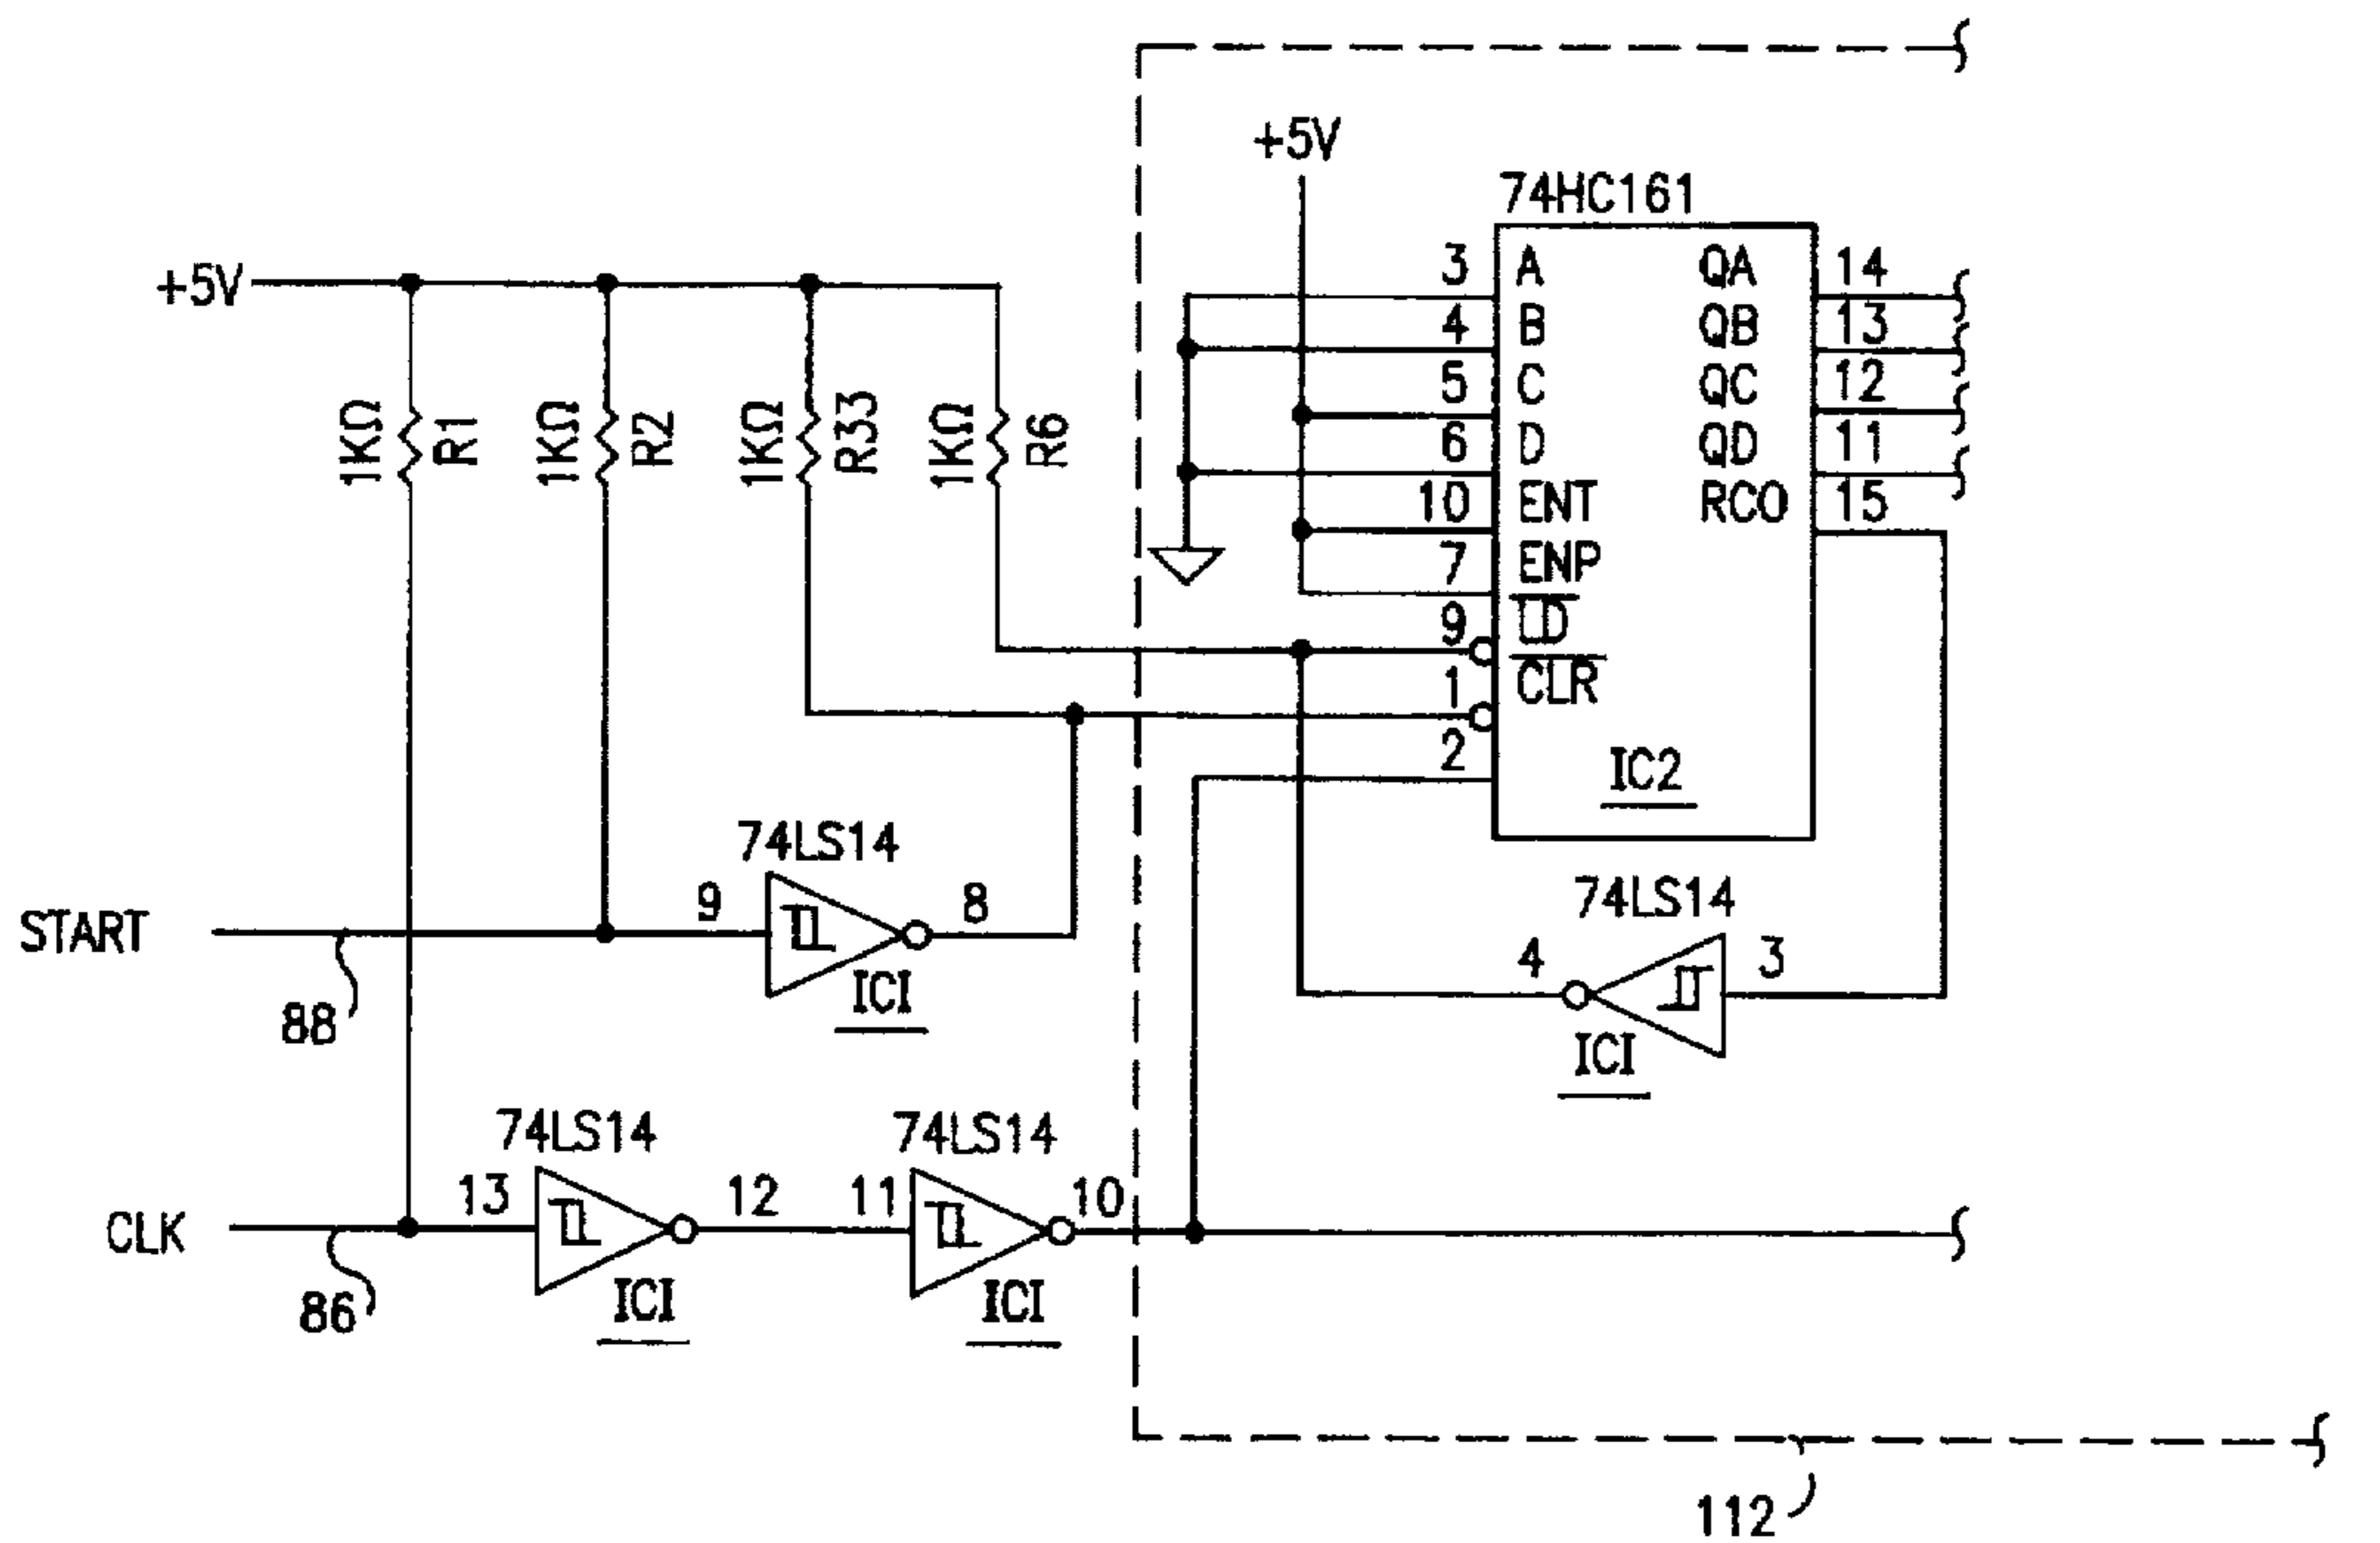 +5V
74HC161
3 A QA 14
4 B QB 13
5 C QC 12
6 D QD 11
10 ENT RCO 15
7 ENP
9 LD
1 CLR
2
IC2
+5V
1KΩ R1
1KΩ R2
1KΩ R33
1KΩ R6
74LS14
START 9 8
ICI
88
74LS14
4 3
ICI
74LS14 74LS14
CLK 13 12 11 10
ICI ICI
86
112